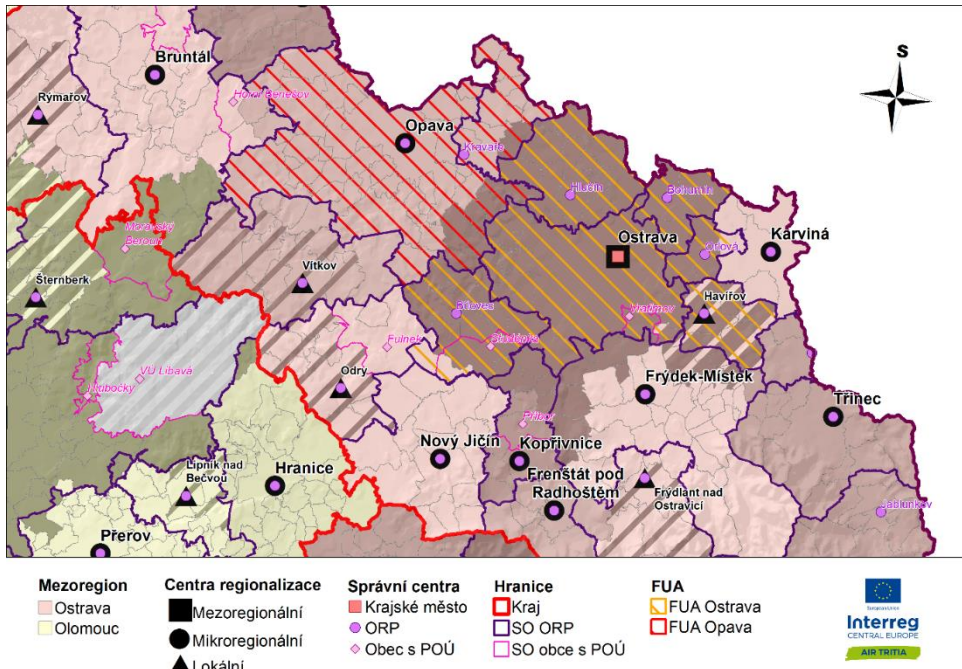 S
Bruntál
Rýmařov
Horní Benešov
Opava
Kravaře
Hlučín
Bohumín
Ostrava
Orlová
Karviná
Moravský
Beroun
Šternberk
Vítkov
Bílovec
Vratimov
Havířov
Studénka
Fulnek
VÚ Libavá
Hlubočky
Odry
Frýdek-Místek
Třinec
Příbor
Nový Jičín
Kopřivnice
Lipník nad
Bečvou
Hranice
Frenštát pod
Radhoštěm
Frýdlant nad
Ostravicí
Jablunkov
Přerov
Mezoregion
Ostrava
Olomouc
Centra regionalizace
Mezoregionální
Mikroregionální
Lokální
Správní centra
Krajské město
ORP
Obec s POÚ
Hranice
Kraj
SO ORP
SO obce s POÚ
FUA
FUA Ostrava
FUA Opava
Interreg
CENTRAL EUROPE
AIR TRITIA